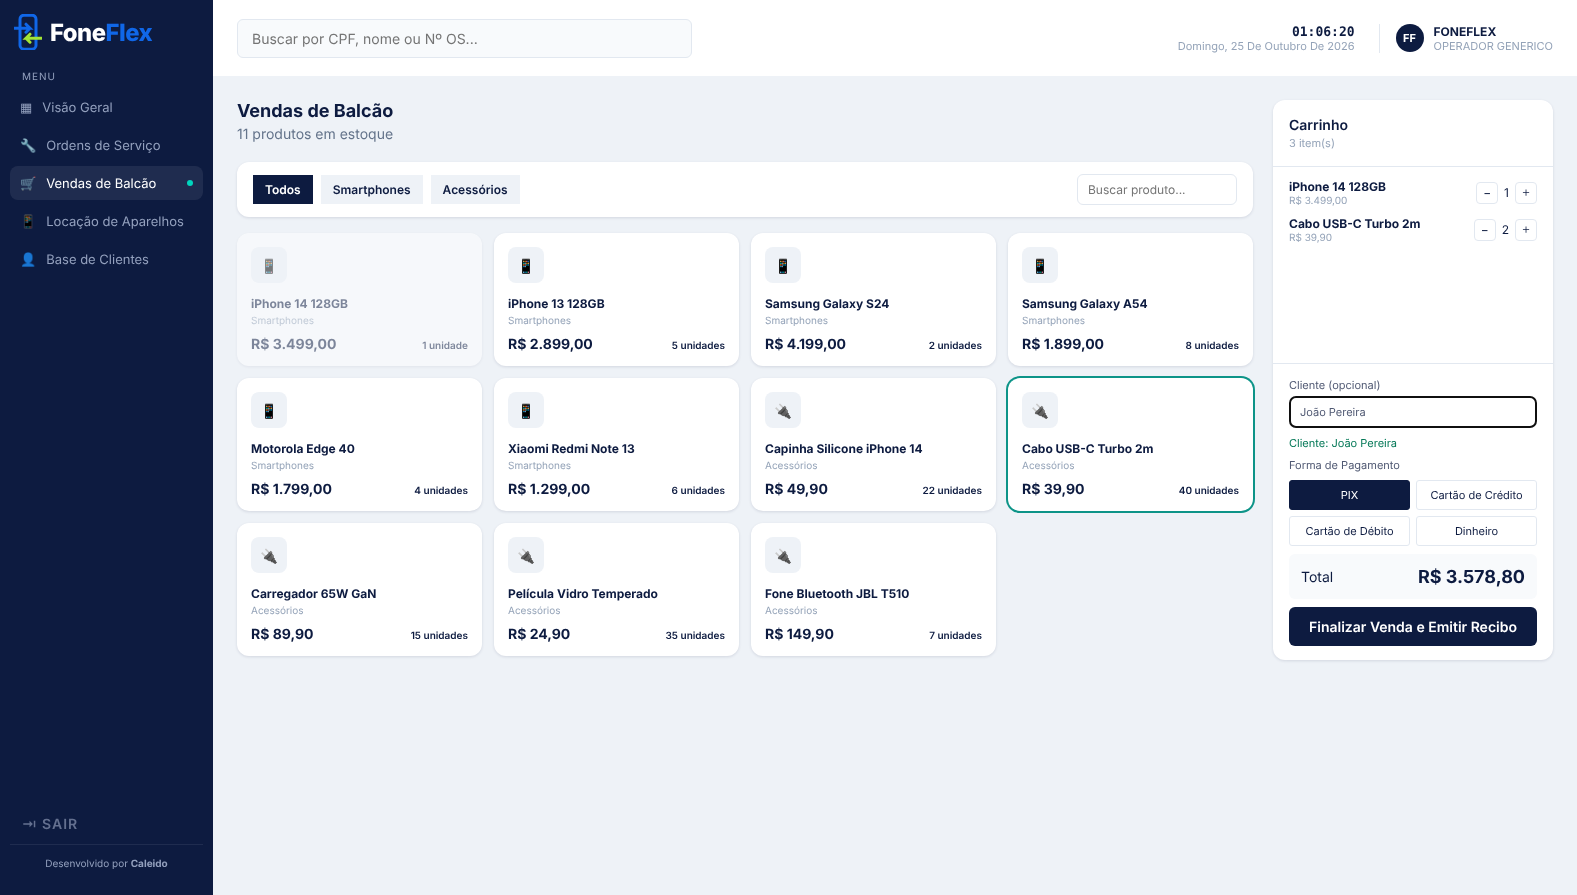 FoneFlex
MENU
Visão Geral
Ordens de Serviço
Vendas de Balcão
Locação de Aparelhos
Base de Clientes
SAIR
Desenvolvido por Caleido
Buscar por CPF, nome ou Nº OS...
01:06:20
Domingo, 25 De Outubro De 2026
FF
FONEFLEX
OPERADOR GENERICO
Vendas de Balcão
11 produtos em estoque
Todos
Smartphones
Acessórios
Buscar produto...
iPhone 14 128GB
Smartphones
R$ 3.499,00
1 unidade
iPhone 13 128GB
Smartphones
R$ 2.899,00
5 unidades
Samsung Galaxy S24
Smartphones
R$ 4.199,00
2 unidades
Samsung Galaxy A54
Smartphones
R$ 1.899,00
8 unidades
Motorola Edge 40
Smartphones
R$ 1.799,00
4 unidades
Xiaomi Redmi Note 13
Smartphones
R$ 1.299,00
6 unidades
Capinha Silicone iPhone 14
Acessórios
R$ 49,90
22 unidades
Cabo USB-C Turbo 2m
Acessórios
R$ 39,90
40 unidades
Carregador 65W GaN
Acessórios
R$ 89,90
15 unidades
Película Vidro Temperado
Acessórios
R$ 24,90
35 unidades
Fone Bluetooth JBL T510
Acessórios
R$ 149,90
7 unidades
Carrinho
3 item(s)
iPhone 14 128GB
R$ 3.499,00
− 1 +
Cabo USB-C Turbo 2m
R$ 39,90
− 2 +
Cliente (opcional)
João Pereira
Cliente: João Pereira
Forma de Pagamento
PIX
Cartão de Crédito
Cartão de Débito
Dinheiro
Total R$ 3.578,80
Finalizar Venda e Emitir Recibo